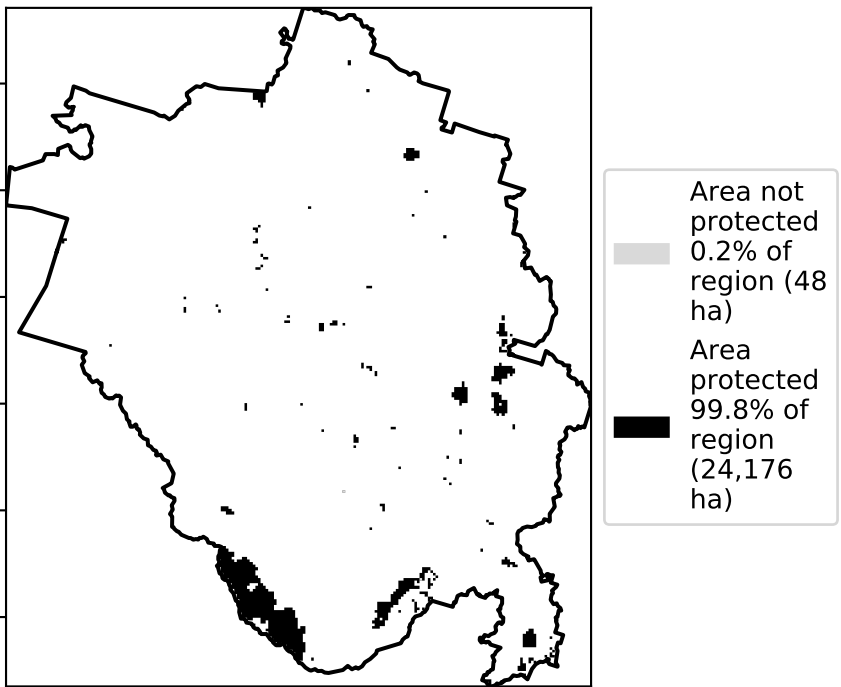 Area not
protected
0.2% of
region (48
ha)
Area
protected
99.8% of
region
(24,176
ha)